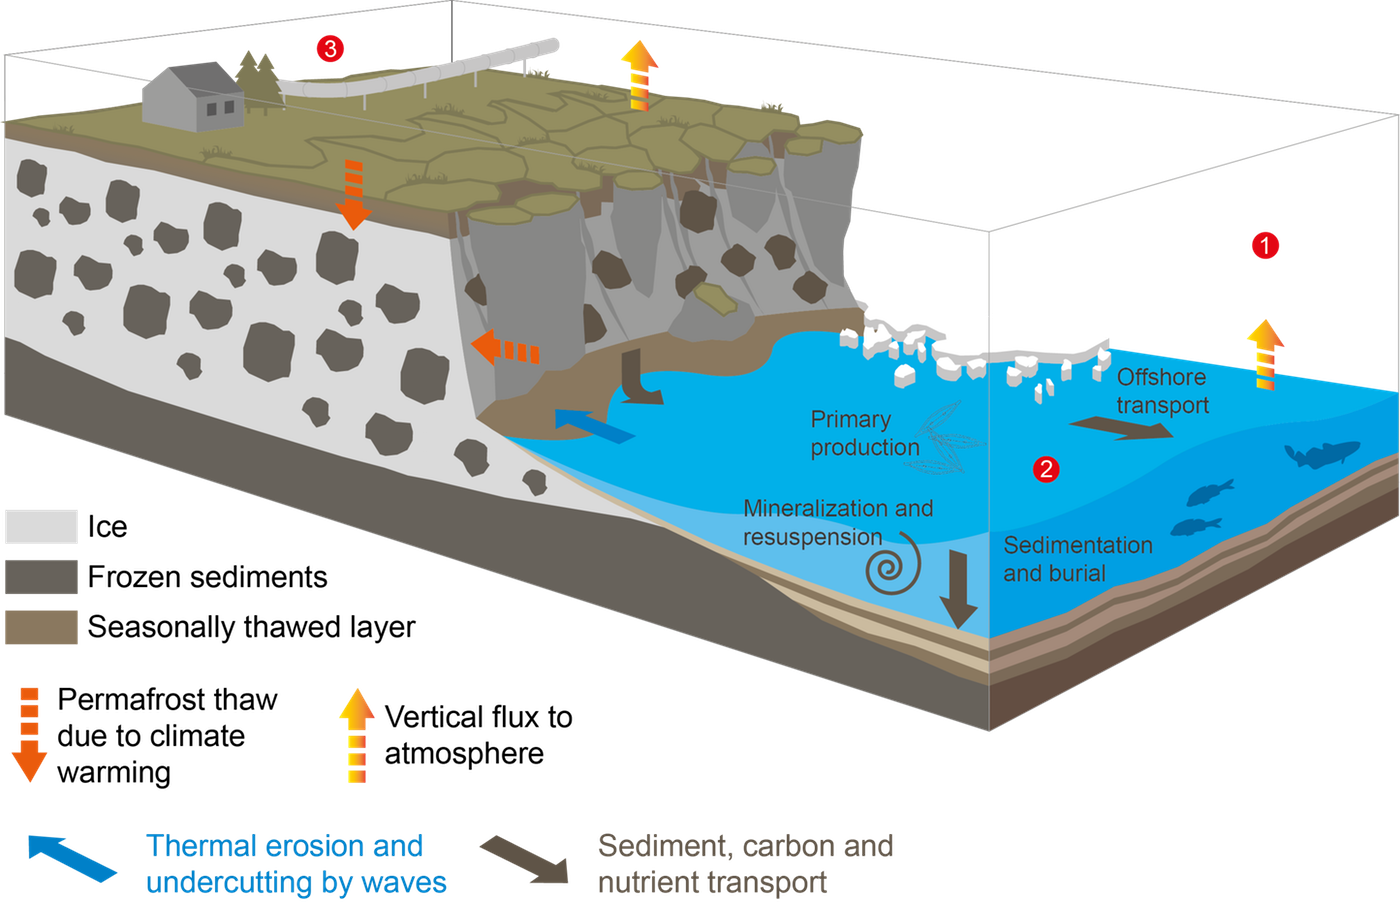 3
1
Offshore
transport
Primary
production
2
Mineralization and
resuspension
Sedimentation
and burial
Ice
Frozen sediments
Seasonally thawed layer
Permafrost thaw
due to climate
warming
Vertical flux to
atmosphere
Thermal erosion and
undercutting by waves
Sediment, carbon and
nutrient transport